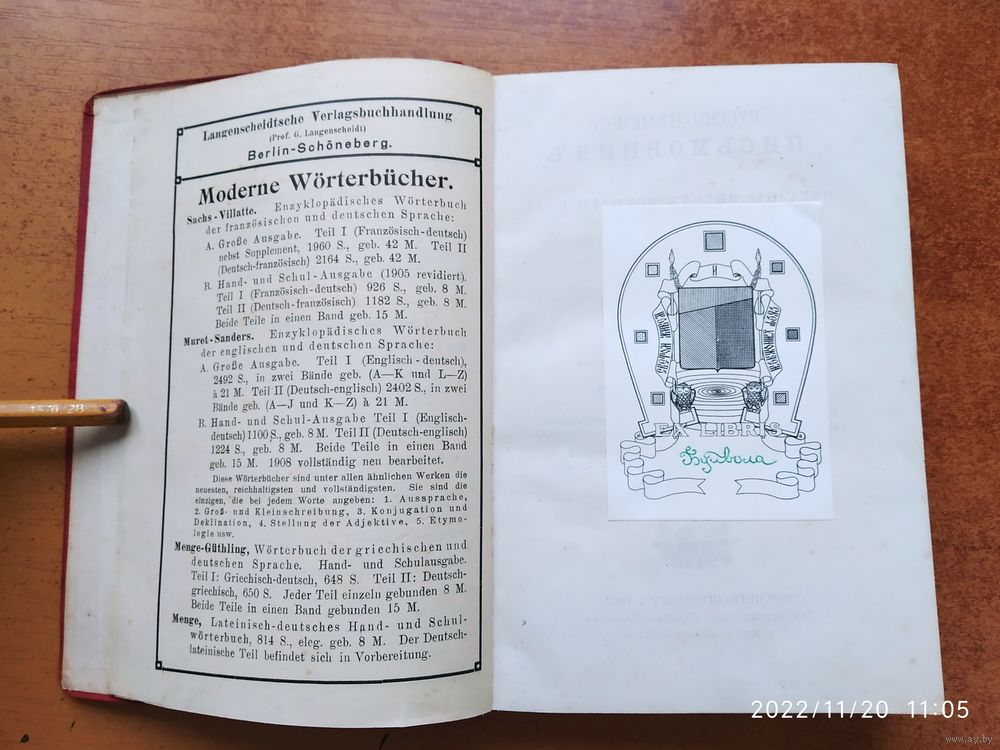 Langenscheidtsche Verlagsbuchhandlung
(Prof. G. Langenscheidt)
Berlin-Schöneberg.
Moderne Wörterbücher.
Sachs-Villatte. Enzyklopädisches Wörterbuch
der französischen und deutschen Sprache:
A. Große Ausgabe. Teil I (Französisch-deutsch)
nebst Supplement, 1960 S., geb. 42 M. Teil II
(Deutsch-französisch) 2164 S., geb. 42 M.
B. Hand- und Schul-Ausgabe (1905 revidiert).
Teil I (Französisch-deutsch) 926 S., geb. 8 M.
Teil II (Deutsch-französisch) 1182 S., geb. 8 M.
Beide Teile in einen Band geb. 15 M.
Muret-Sanders. Enzyklopädisches Wörterbuch
der englischen und deutschen Sprache:
A. Große Ausgabe. Teil I (Englisch-deutsch),
2492 S., in zwei Bände geb. (A—K und L—Z)
à 21 M. Teil II (Deutsch-englisch) 2402 S., in zwei
Bände geb. (A—J und K—Z) à 21 M.
B. Hand- und Schul-Ausgabe Teil I (Englisch-
deutsch) 1100 S., geb. 8 M. Teil II (Deutsch-englisch)
1224 S., geb. 8 M. Beide Teile in einen Band
geb. 15 M. 1908 vollständig neu bearbeitet.
Diese Wörterbücher sind unter allen ähnlichen Werken die
neuesten, reichhaltigsten und vollständigsten. Sie sind die
einzigen, die bei jedem Worte angeben: 1. Aussprache,
2. Groß- und Kleinschreibung, 3. Konjugation und
Deklination, 4. Stellung der Adjektive, 5. Etymo-
logie usw.
Menge-Güthling, Wörterbuch der griechischen und
deutschen Sprache. Hand- und Schulausgabe.
Teil I: Griechisch-deutsch, 648 S. Teil II: Deutsch-
griechisch, 650 S. Jeder Teil einzeln gebunden 8 M.
Beide Teile in einen Band gebunden 15 M.
Menge, Lateinisch-deutsches Hand- und Schul-
wörterbuch, 814 S., eleg. geb. 8 M. Der Deutsch-
lateinische Teil befindet sich in Vorbereitung.
И
EX LIBRIS
Будвола
2022/11/20 11:05
www.ay.by